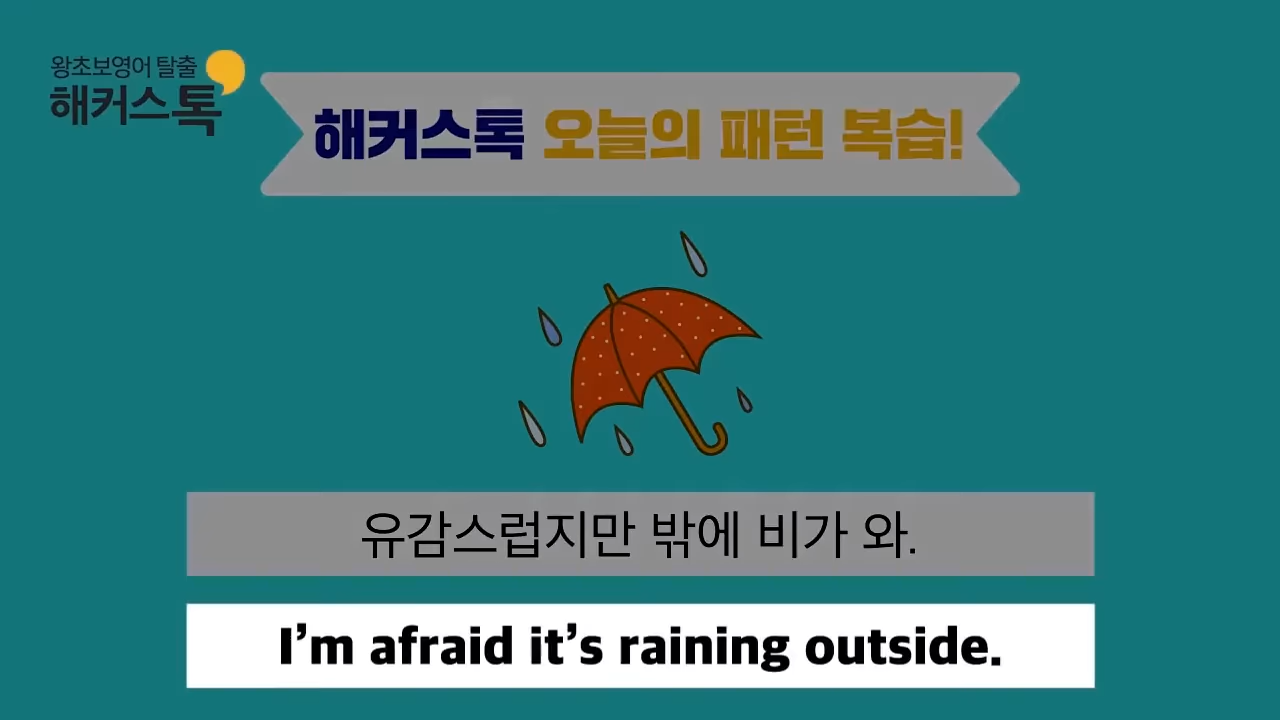 왕초보영어 탈출
해커스톡
해커스톡 오늘의 패턴 복습!
유감스럽지만 밖에 비가 와.
I'm afraid it's raining outside.